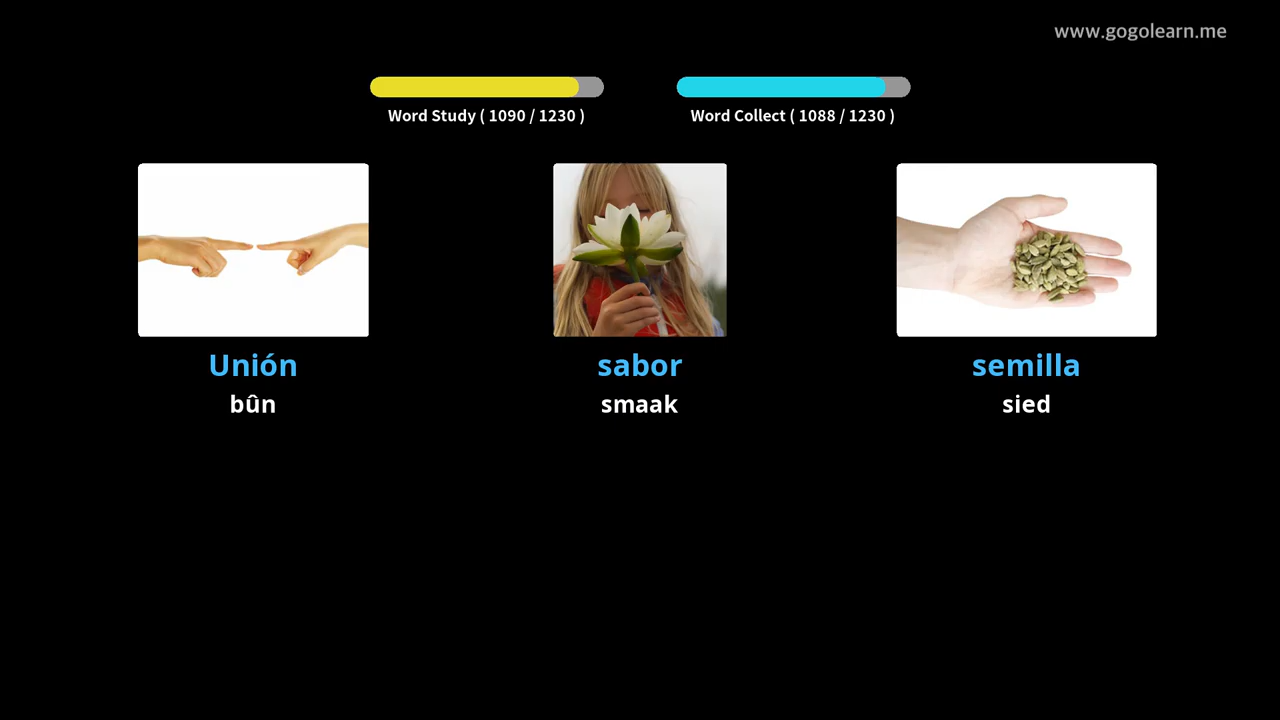 www.gogolearn.me
Word Study ( 1090 / 1230 )
Word Collect ( 1088 / 1230 )
Unión
sabor
semilla
bûn
smaak
sied